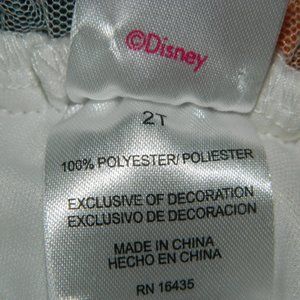 ©Disney
2T
100% POLYESTER/POLIESTER
EXCLUSIVE OF DECORATION
EXCLUSIVO DE DECORACION
MADE IN CHINA
HECHO EN CHINA
RN 16435